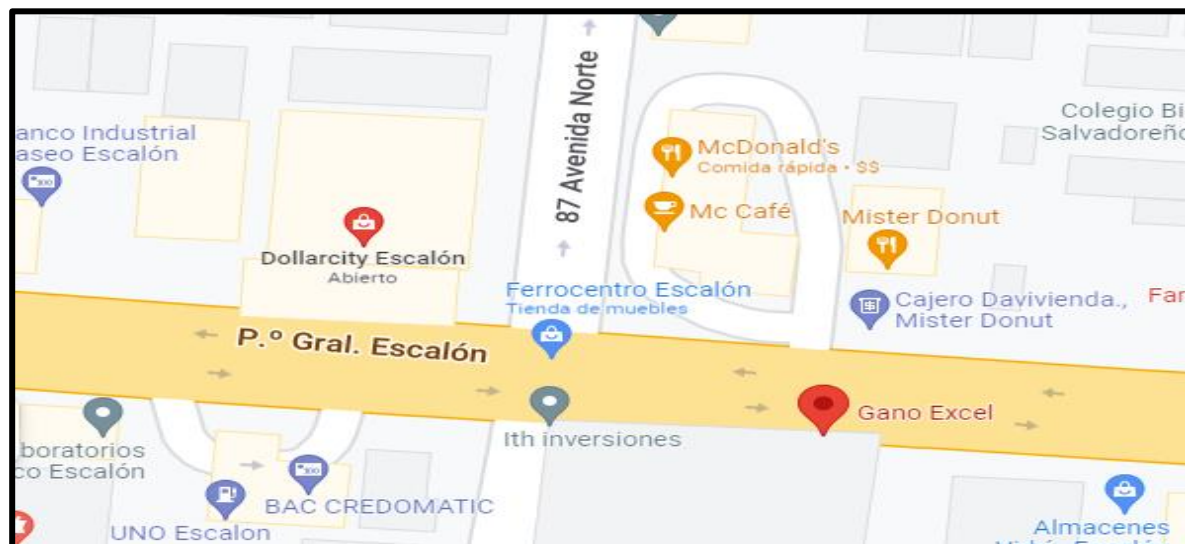 87 Avenida Norte
McDonald's
Comida rápida · $$
Mc Café
Colegio Bi
Salvadoreño
anco Industrial
aseo Escalón
Dollarcity Escalón
Abierto
Mister Donut
Ferrocentro Escalón
Tienda de muebles
Cajero Davivienda.,
Mister Donut
Far
P.º Gral. Escalón
Gano Excel
Ith inversiones
boratorios
co Escalón
BAC CREDOMATIC
UNO Escalon
Almacenes